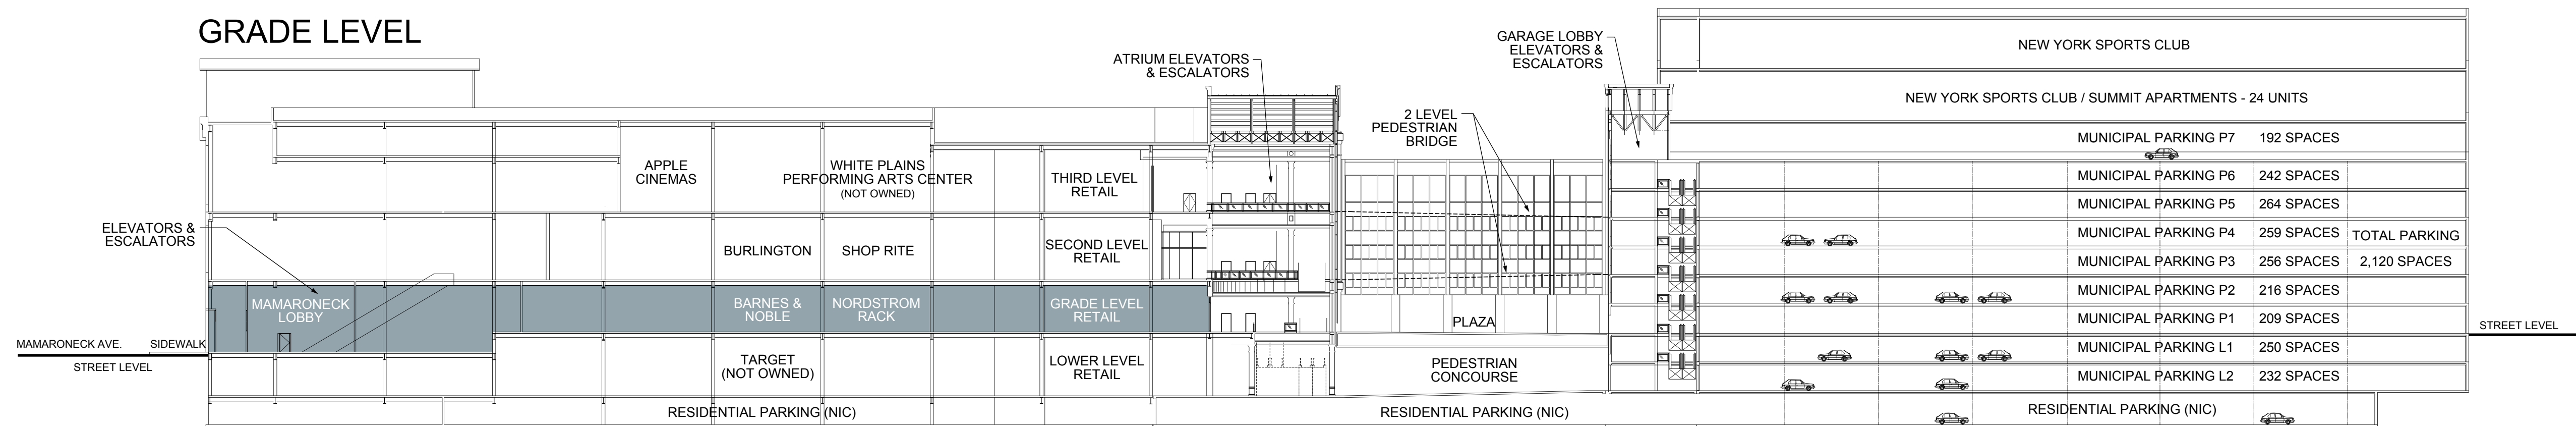 GRADE LEVEL
ATRIUM ELEVATORS
& ESCALATORS
GARAGE LOBBY
ELEVATORS &
ESCALATORS
2 LEVEL
PEDESTRIAN
BRIDGE
NEW YORK SPORTS CLUB
NEW YORK SPORTS CLUB / SUMMIT APARTMENTS - 24 UNITS
MUNICIPAL PARKING P7 192 SPACES
MUNICIPAL PARKING P6 242 SPACES
MUNICIPAL PARKING P5 264 SPACES
MUNICIPAL PARKING P4 259 SPACES
MUNICIPAL PARKING P3 256 SPACES
MUNICIPAL PARKING P2 216 SPACES
MUNICIPAL PARKING P1 209 SPACES
MUNICIPAL PARKING L1 250 SPACES
MUNICIPAL PARKING L2 232 SPACES
TOTAL PARKING
2,120 SPACES
APPLE
CINEMAS
WHITE PLAINS
PERFORMING ARTS CENTER
(NOT OWNED)
THIRD LEVEL
RETAIL
ELEVATORS &
ESCALATORS
BURLINGTON
SHOP RITE
SECOND LEVEL
RETAIL
MAMARONECK
LOBBY
BARNES &
NOBLE
NORDSTROM
RACK
GRADE LEVEL
RETAIL
PLAZA
MAMARONECK AVE.
SIDEWALK
STREET LEVEL
STREET LEVEL
TARGET
(NOT OWNED)
LOWER LEVEL
RETAIL
PEDESTRIAN
CONCOURSE
RESIDENTIAL PARKING (NIC)
RESIDENTIAL PARKING (NIC)
RESIDENTIAL PARKING (NIC)